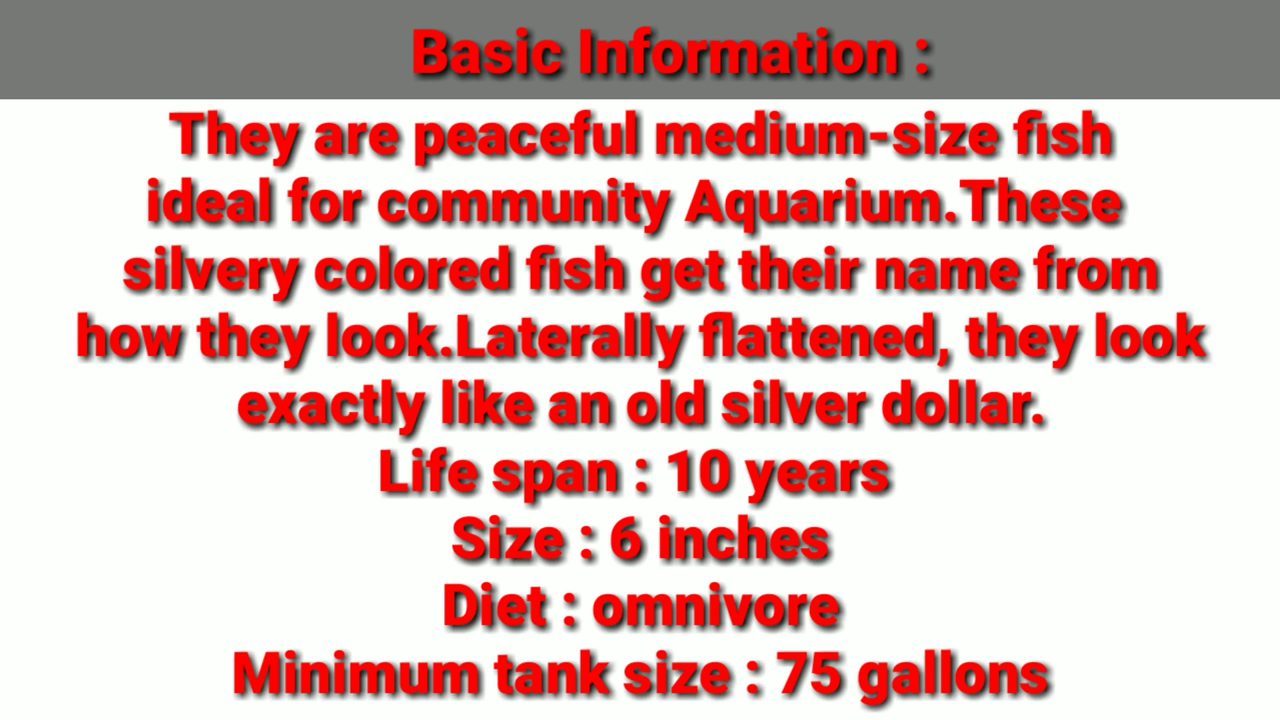 Basic Information :
They are peaceful medium-size fish
ideal for community Aquarium.These
silvery colored fish get their name from
how they look.Laterally flattened, they look
exactly like an old silver dollar.
Life span : 10 years
Size : 6 inches
Diet : omnivore
Minimum tank size : 75 gallons